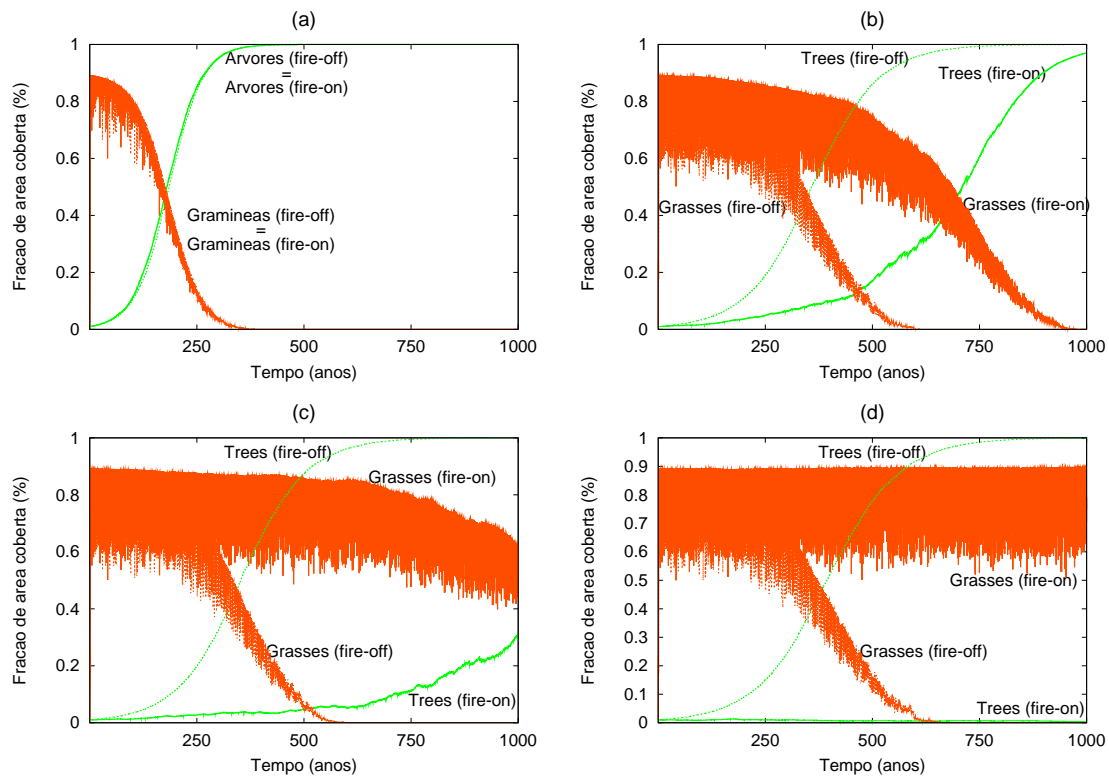 (a)
Fracao de area coberta (%)
1
0.8
0.6
0.4
0.2
0
Arvores (fire-off)
=
Arvores (fire-on)
Gramineas (fire-off)
=
Gramineas (fire-on)
250
500
750
1000
Tempo (anos)
(b)
Fracao de area coberta (%)
1
0.8
0.6
0.4
0.2
0
Trees (fire-off)
Trees (fire-on)
Grasses (fire-off)
Grasses (fire-on)
250
500
750
1000
Tempo (anos)
(c)
Fracao de area coberta (%)
1
0.8
0.6
0.4
0.2
0
Trees (fire-off)
Grasses (fire-on)
Grasses (fire-off)
Trees (fire-on)
250
500
750
1000
Tempo (anos)
(d)
Fracao de area coberta (%)
1
0.9
0.8
0.7
0.6
0.5
0.4
0.3
0.2
0.1
0
Trees (fire-off)
Grasses (fire-on)
Grasses (fire-off)
Trees (fire-on)
250
500
750
1000
Tempo (anos)